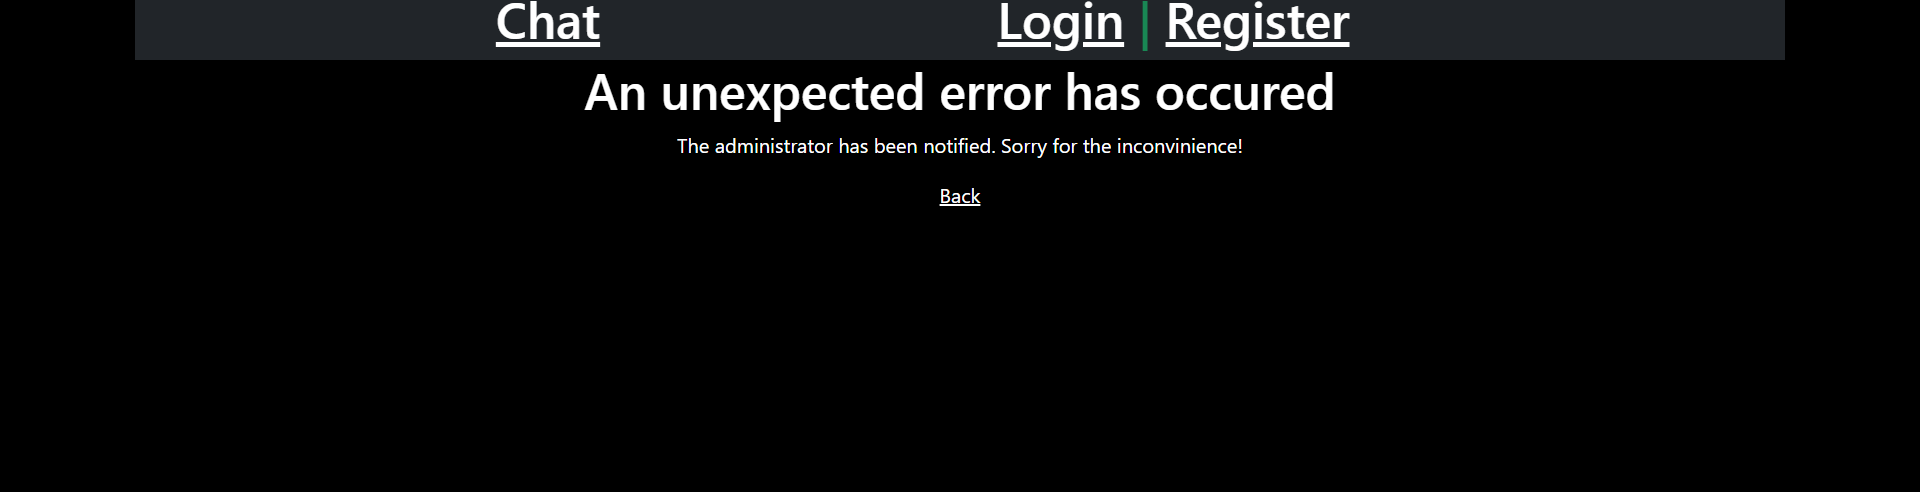 Chat Login | Register
An unexpected error has occured
The administrator has been notified. Sorry for the inconvinience!
Back